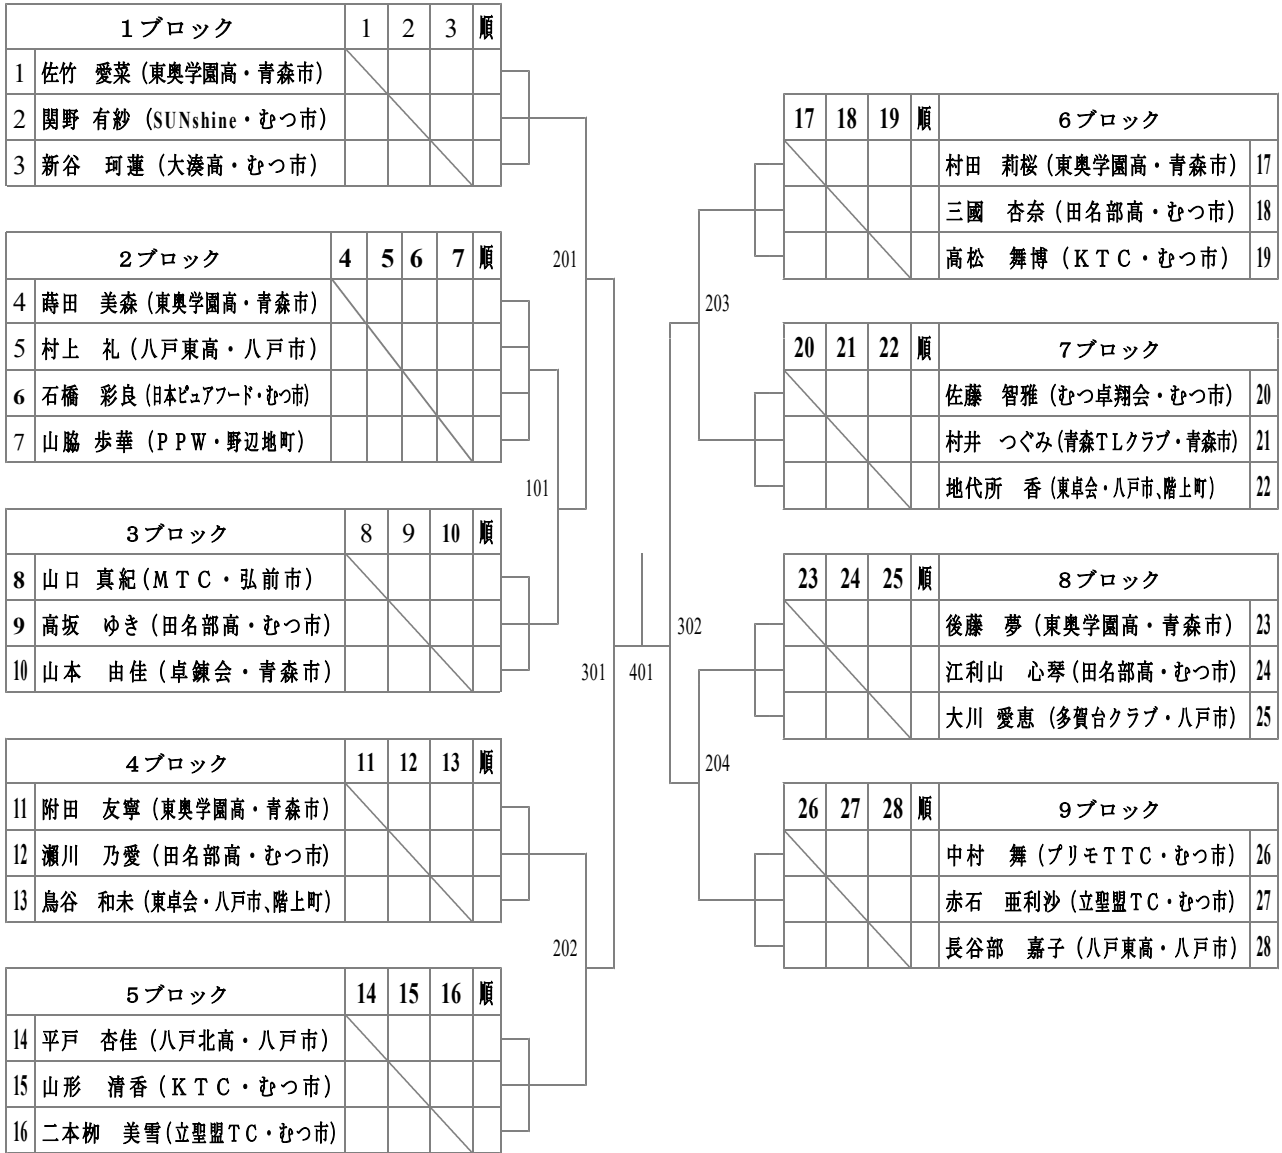 １ブロック 1 2 3 順
1 佐竹　愛菜（東奥学園高・青森市）
2 関野 有紗（SUNshine・むつ市）
3 新谷　珂蓮（大湊高・むつ市）
２ブロック 4 5 6 7 順
4 蒔田　美森（東奥学園高・青森市）
5 村上　礼（八戸東高・八戸市）
6 石橋　彩良（日本ピュアフード・むつ市）
7 山脇 歩華（ＰＰＷ・野辺地町）
３ブロック 8 9 10 順
8 山口 真紀（ＭＴＣ・弘前市）
9 高坂　ゆき（田名部高・むつ市）
10 山本　由佳（卓錬会・青森市）
４ブロック 11 12 13 順
11 附田　友寧（東奥学園高・青森市）
12 瀬川　乃愛（田名部高・むつ市）
13 鳥谷　和未（東卓会・八戸市、階上町）
５ブロック 14 15 16 順
14 平戸　杏佳（八戸北高・八戸市）
15 山形　清香（ＫＴＣ・むつ市）
16 二本柳　美雪（立聖盟ＴＣ・むつ市）
201
101
202
301
401
302
203
204
17 18 19 順 ６ブロック
村田　莉桜（東奥学園高・青森市） 17
三國　杏奈（田名部高・むつ市） 18
高松　舞博（ＫＴＣ・むつ市） 19
20 21 22 順 ７ブロック
佐藤　智雅（むつ卓翔会・むつ市） 20
村井　つぐみ（青森ＴＬクラブ・青森市） 21
地代所　香（東卓会・八戸市、階上町） 22
23 24 25 順 ８ブロック
後藤　夢（東奥学園高・青森市） 23
江利山　心琴（田名部高・むつ市） 24
大川 愛恵（多賀台クラブ・八戸市） 25
26 27 28 順 ９ブロック
中村　舞（プリモＴＴＣ・むつ市） 26
赤石　亜利沙（立聖盟ＴＣ・むつ市） 27
長谷部　嘉子（八戸東高・八戸市） 28